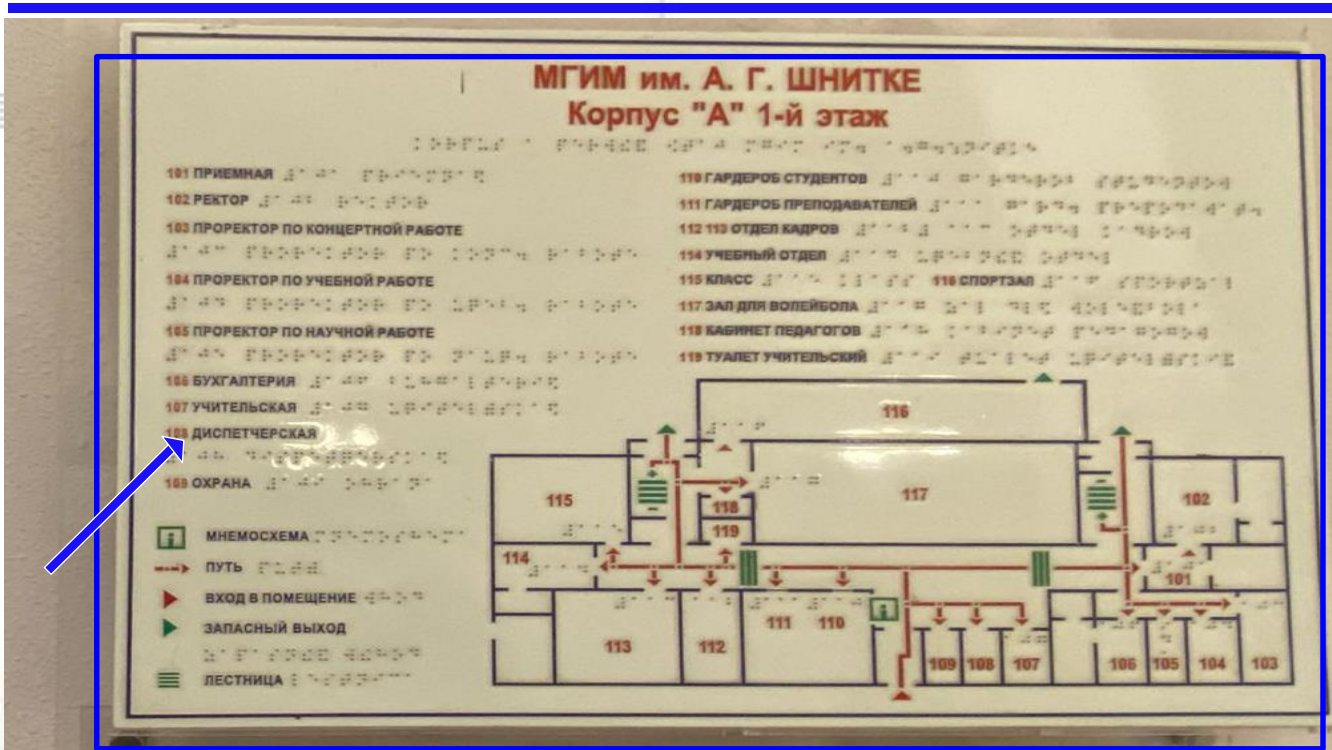 МГИМ им. А. Г. ШНИТКЕ
Корпус "А" 1-й этаж
101 ПРИЕМНАЯ
102 РЕКТОР
103 ПРОРЕКТОР ПО КОНЦЕРТНОЙ РАБОТЕ
104 ПРОРЕКТОР ПО УЧЕБНОЙ РАБОТЕ
105 ПРОРЕКТОР ПО НАУЧНОЙ РАБОТЕ
106 БУХГАЛТЕРИЯ
107 УЧИТЕЛЬСКАЯ
108 ДИСПЕТЧЕРСКАЯ
109 ОХРАНА
МНЕМОСХЕМА
ПУТЬ
ВХОД В ПОМЕЩЕНИЕ
ЗАПАСНЫЙ ВЫХОД
ЛЕСТНИЦА
110 ГАРДЕРОБ СТУДЕНТОВ
111 ГАРДЕРОБ ПРЕПОДАВАТЕЛЕЙ
112 113 ОТДЕЛ КАДРОВ
114 УЧЕБНЫЙ ОТДЕЛ
115 КЛАСС 116 СПОРТЗАЛ
117 ЗАЛ ДЛЯ ВОЛЕЙБОЛА
118 КАБИНЕТ ПЕДАГОГОВ
119 ТУАЛЕТ УЧИТЕЛЬСКИЙ
116
115 118 117 102
119
114 101
111 110
113 112 109 108 107 106 105 104 103